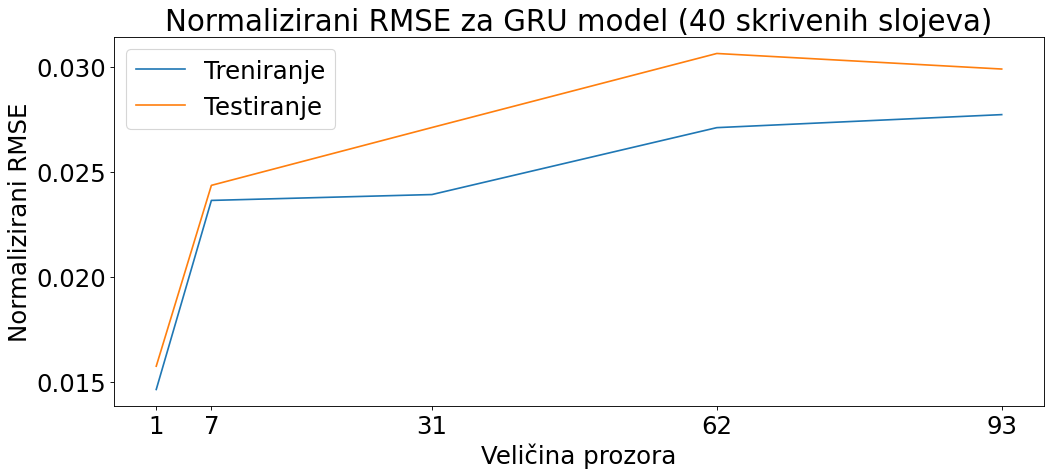 Normalizirani RMSE za GRU model (40 skrivenih slojeva)
Treniranje
Testiranje
Normalizirani RMSE
0.030
0.025
0.020
0.015
1 7 31 62 93
Veličina prozora